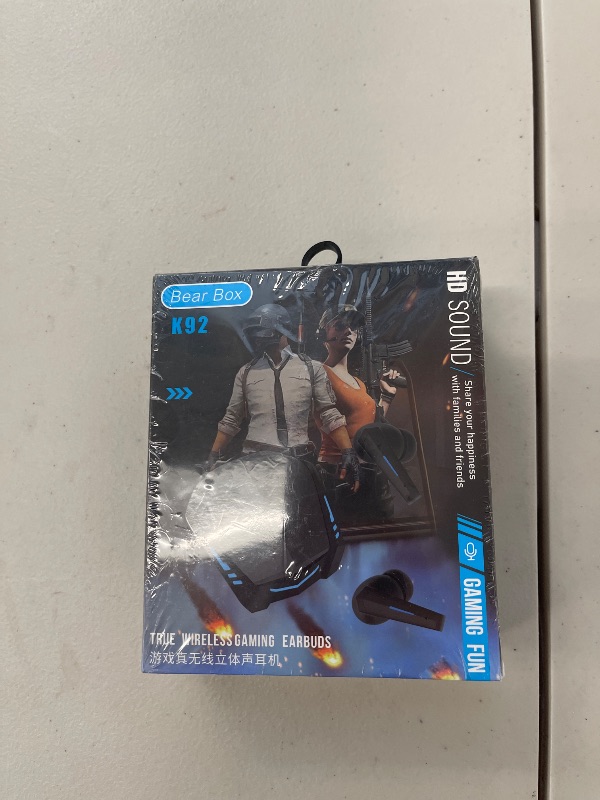 Bear Box
K92
HD SOUND/
Share your happiness
with families and friends
GAMING FUN
TRUE WIRELESS GAMING EARBUDS
游戏真无线立体声耳机